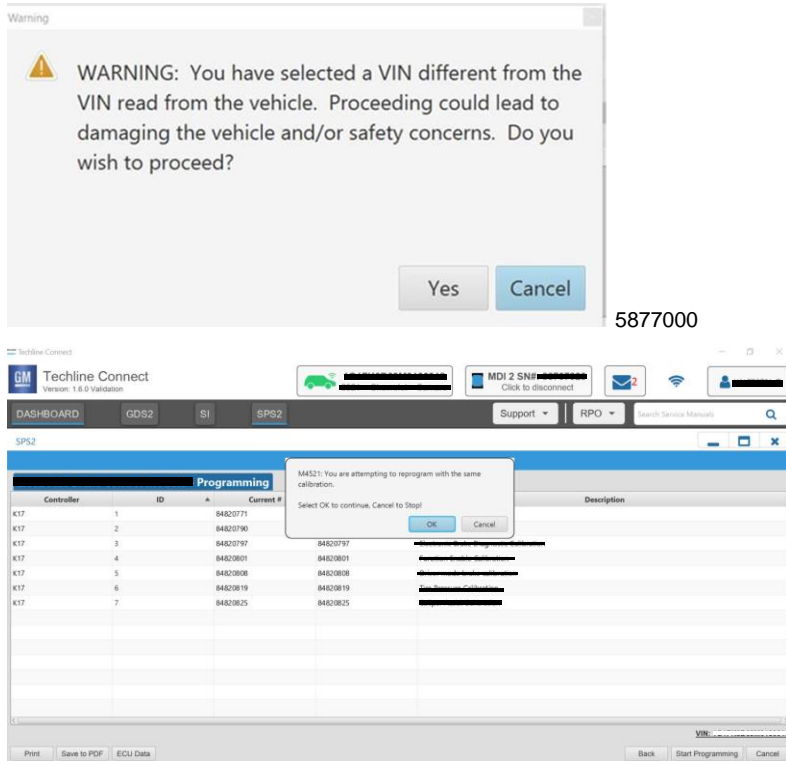 Warning
WARNING: You have selected a VIN different from the
VIN read from the vehicle. Proceeding could lead to
damaging the vehicle and/or safety concerns. Do you
wish to proceed?
Yes Cancel
5877000
Techline Connect
GM Techline Connect
Version: 1.6.0 Validation
MDI 2 SN#
Click to disconnect
2
DASHBOARD GDS2 SI SPS2 Support RPO Search Service Manuals
SPS2
Programming
M4521: You are attempting to reprogram with the same
calibration.
Select OK to continue, Cancel to Stop!
OK Cancel
Controller ID Current # Description
K17 1 84820771
K17 2 84820790
K17 3 84820797 84820797
K17 4 84820801 84820801
K17 5 84820808 84820808
K17 6 84820819 84820819
K17 7 84820825 84820825
VIN:
Print Save to PDF ECU Data Back Start Programming Cancel